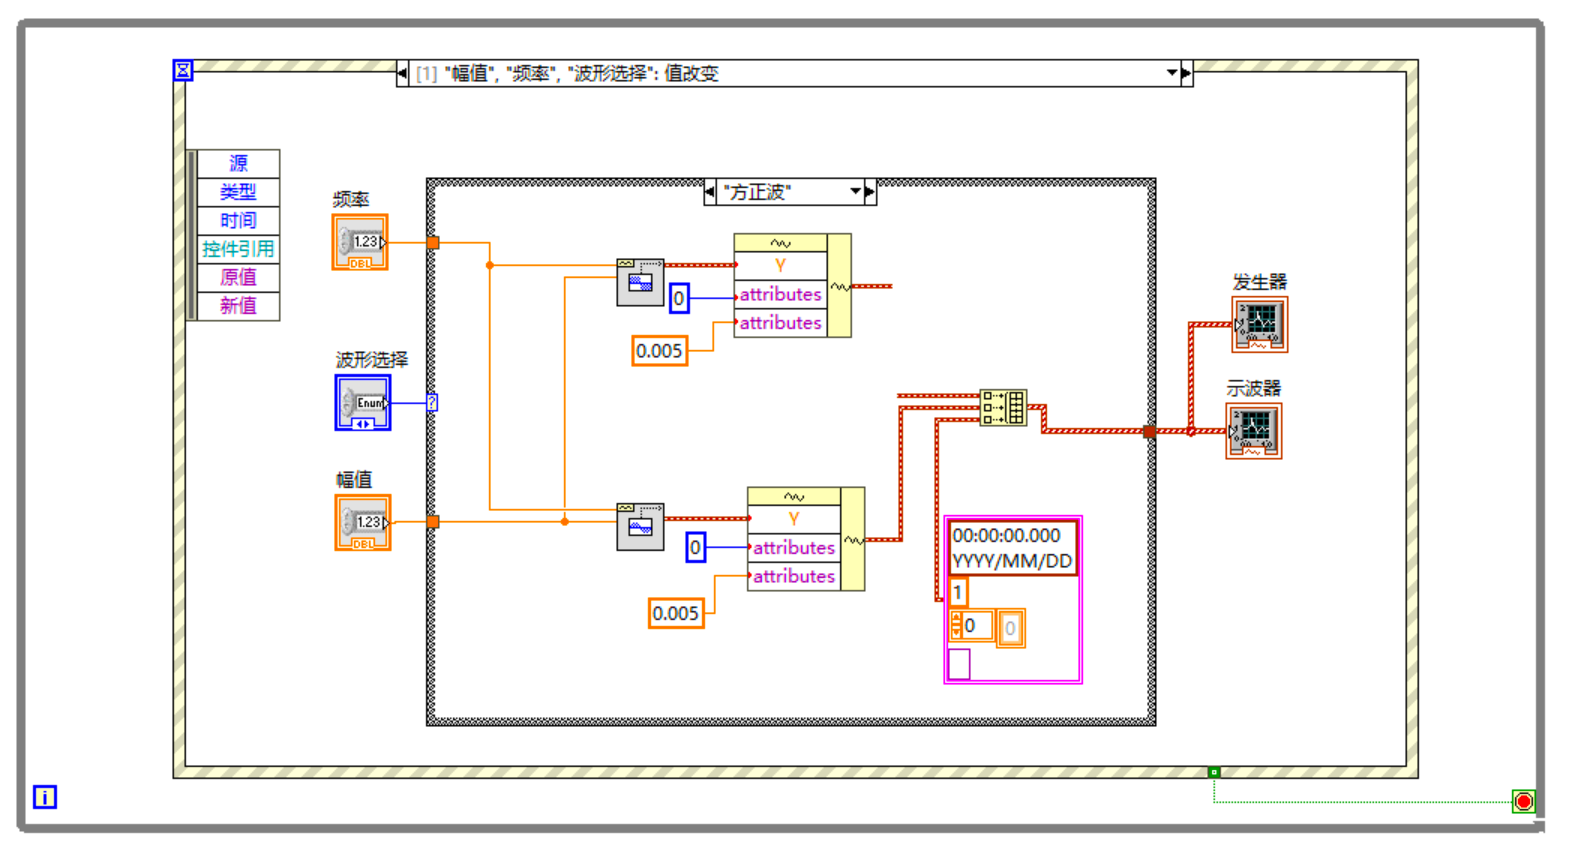 [1] "幅值", "频率", "波形选择": 值改变
源
类型
时间
控件引用
原值
新值
频率
1.23
DBL
波形选择
Enum
幅值
1.23
DBL
"方正波"
?
Y
attributes
attributes
0
0.005
Y
attributes
attributes
0
0.005
00:00:00.000
YYYY/MM/DD
1
0
0
发生器
示波器
i